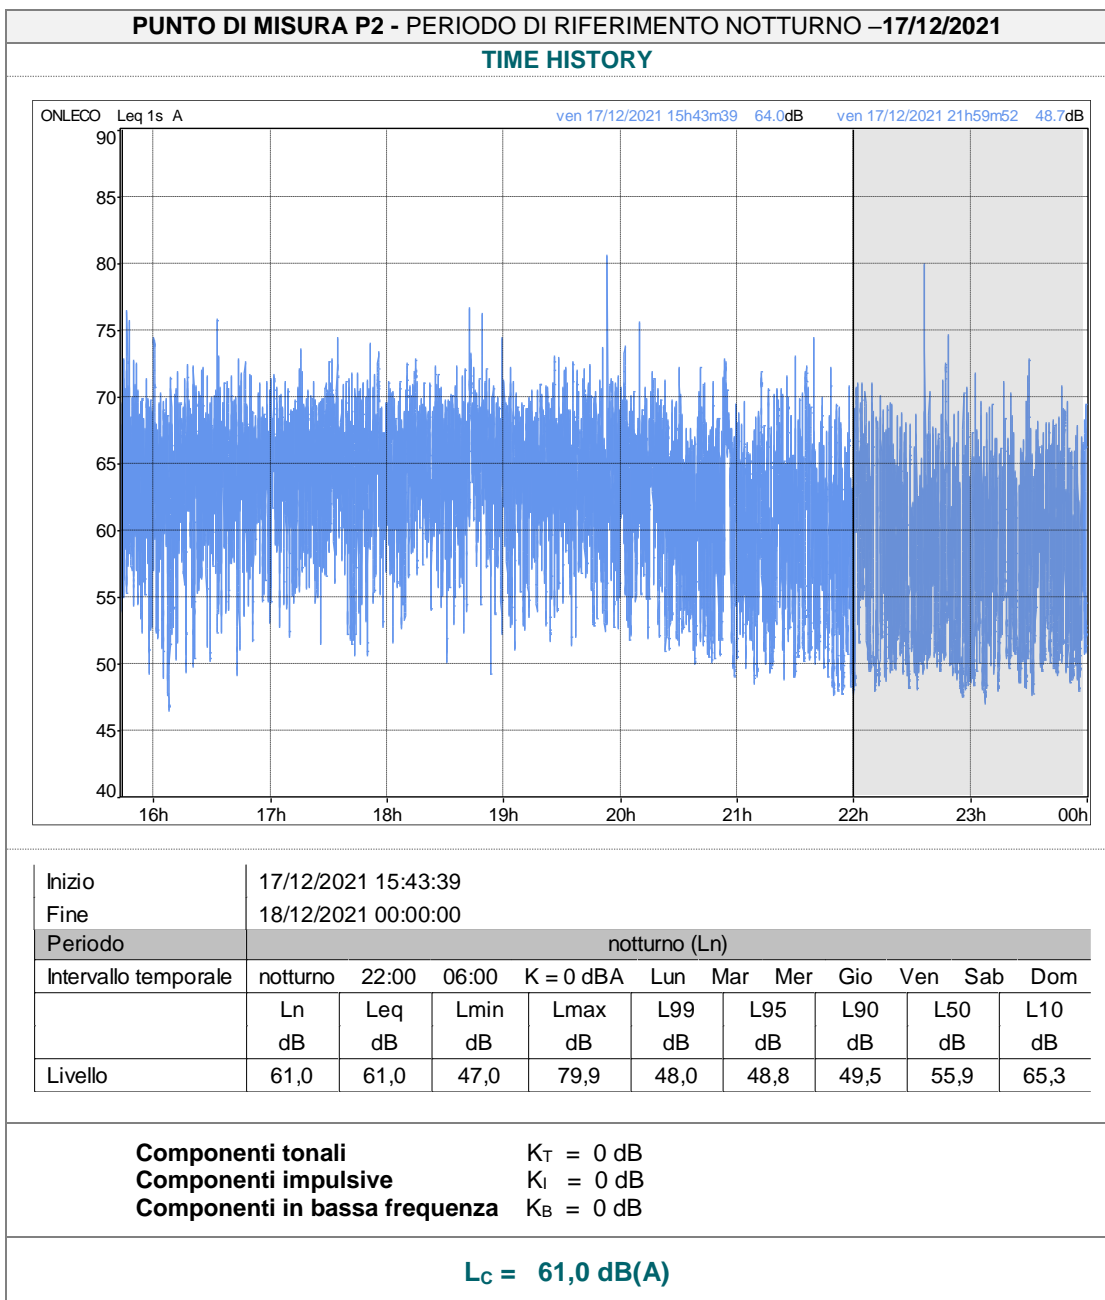 PUNTO DI MISURA P2 - PERIODO DI RIFERIMENTO NOTTURNO –17/12/2021
TIME HISTORY
ONLECO Leq 1s A ven 17/12/2021 15h43m39 64.0dB ven 17/12/2021 21h59m52 48.7dB
90
85
80
75
70
65
60
55
50
45
40
16h 17h 18h 19h 20h 21h 22h 23h 00h
Inizio 17/12/2021 15:43:39
Fine 18/12/2021 00:00:00
Periodo notturno (Ln)
Intervallo temporale notturno 22:00 06:00 K = 0 dBA Lun Mar Mer Gio Ven Sab Dom
Ln Leq Lmin Lmax L99 L95 L90 L50 L10
dB dB dB dB dB dB dB dB dB
Livello 61,0 61,0 47,0 79,9 48,0 48,8 49,5 55,9 65,3
Componenti tonali KT = 0 dB
Componenti impulsive KI = 0 dB
Componenti in bassa frequenza KB = 0 dB
LC = 61,0 dB(A)